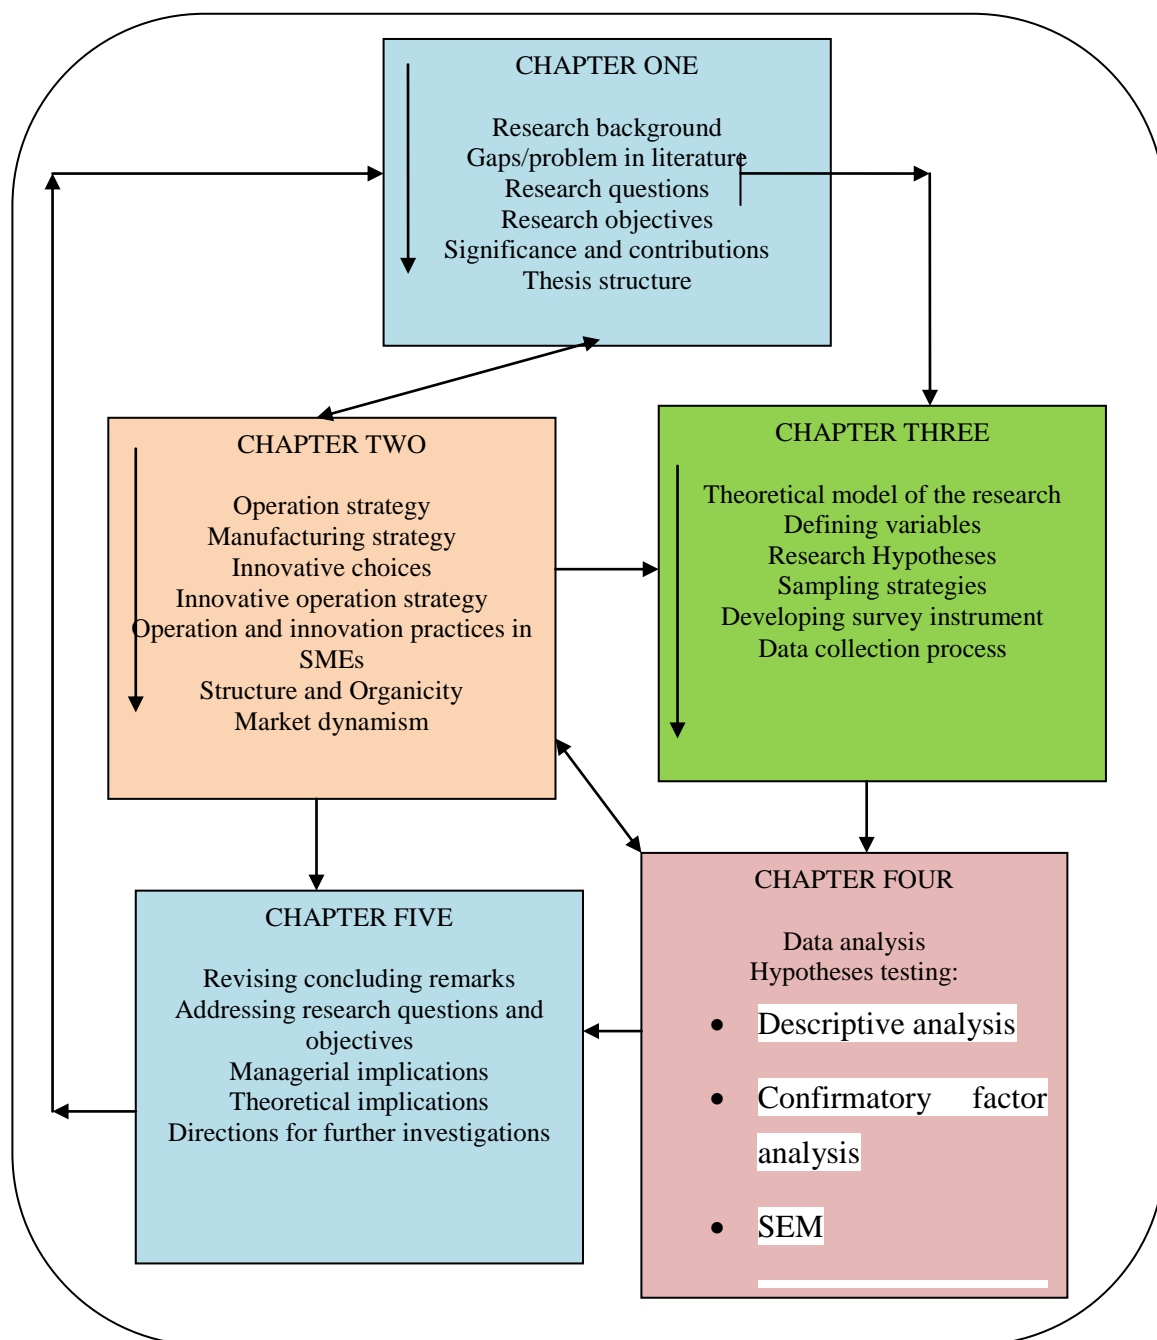 CHAPTER ONE
Research background
Gaps/problem in literature
Research questions
Research objectives
Significance and contributions
Thesis structure
CHAPTER TWO
Operation strategy
Manufacturing strategy
Innovative choices
Innovative operation strategy
Operation and innovation practices in
SMEs
Structure and Organicity
Market dynamism
CHAPTER THREE
Theoretical model of the research
Defining variables
Research Hypotheses
Sampling strategies
Developing survey instrument
Data collection process
CHAPTER FOUR
Data analysis
Hypotheses testing:
• Descriptive analysis
• Confirmatory factor
analysis
• SEM
CHAPTER FIVE
Revising concluding remarks
Addressing research questions and
objectives
Managerial implications
Theoretical implications
Directions for further investigations